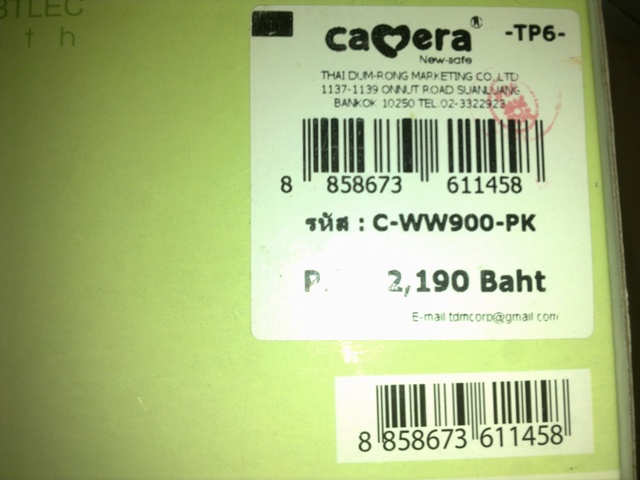 t h
camera® -TP6-
New-safe
THAI DUM-RONG MARKETING CO.,LTD
1137-1139 ONNUT ROAD SUANLUANG
BANKOK 10250 TEL.02-3322923
8 858673 611458
รหัส : C-WW900-PK
2,190 Baht
E-mail tdmcorp@gmail com
8 858673 611458